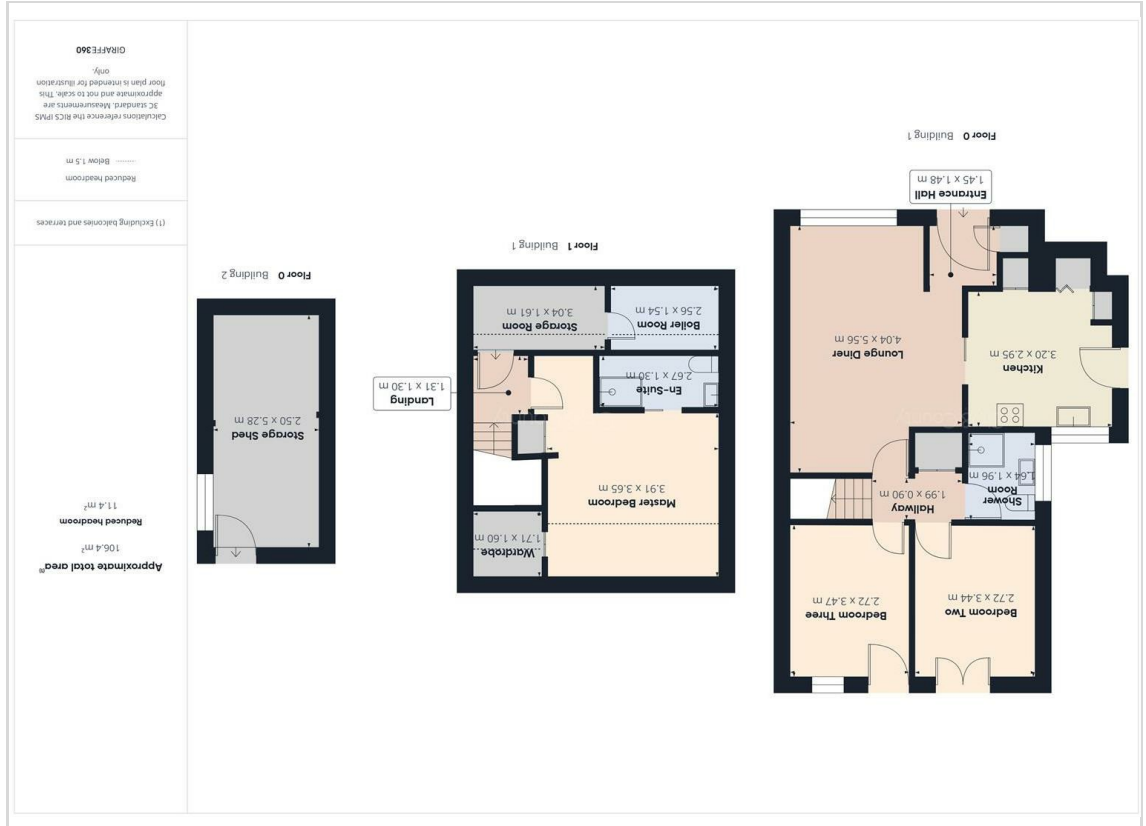 Bedroom Two
2.72 x 3.44 m
Bedroom Three
2.72 x 3.47 m
Hallway
1.99 x 0.90 m
Shower
Room
1.64 x 1.96 m
Kitchen
3.20 x 2.95 m
Lounge Diner
4.04 x 5.56 m
Entrance Hall
1.45 x 1.48 m
Floor 0 Building 1
Wardrobe
1.71 x 1.60 m
Master Bedroom
3.91 x 3.65 m
Landing
1.31 x 1.30 m
En-Suite
2.67 x 1.30 m
Boiler Room
2.56 x 1.54 m
Storage Room
3.04 x 1.61 m
Floor 1 Building 1
Storage Shed
2.50 x 5.28 m
Floor 0 Building 2
Approximate total area⁽¹⁾
106.4 m²
Reduced headroom
11.4 m²
(1) Excluding balconies and terraces
Reduced headroom
Below 1.5 m
Calculations reference the RICS IPMS
3C standard. Measurements are
approximate and not to scale. This
floor plan is intended for illustration
only.
GIRAFFE360